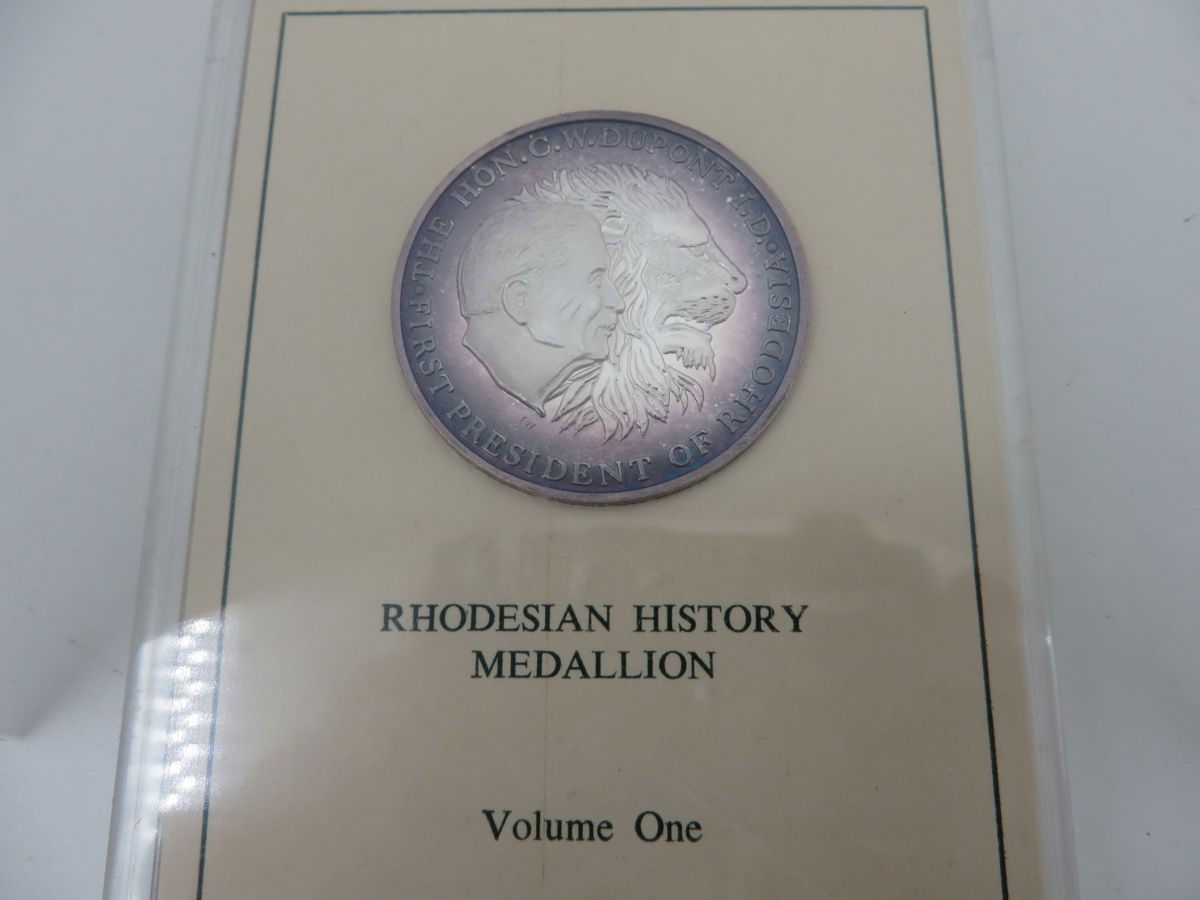 ·THE HON. C.W. DUPONT I.D.·
FIRST PRESIDENT OF RHODESIA
RHODESIAN HISTORY
MEDALLION
Volume One